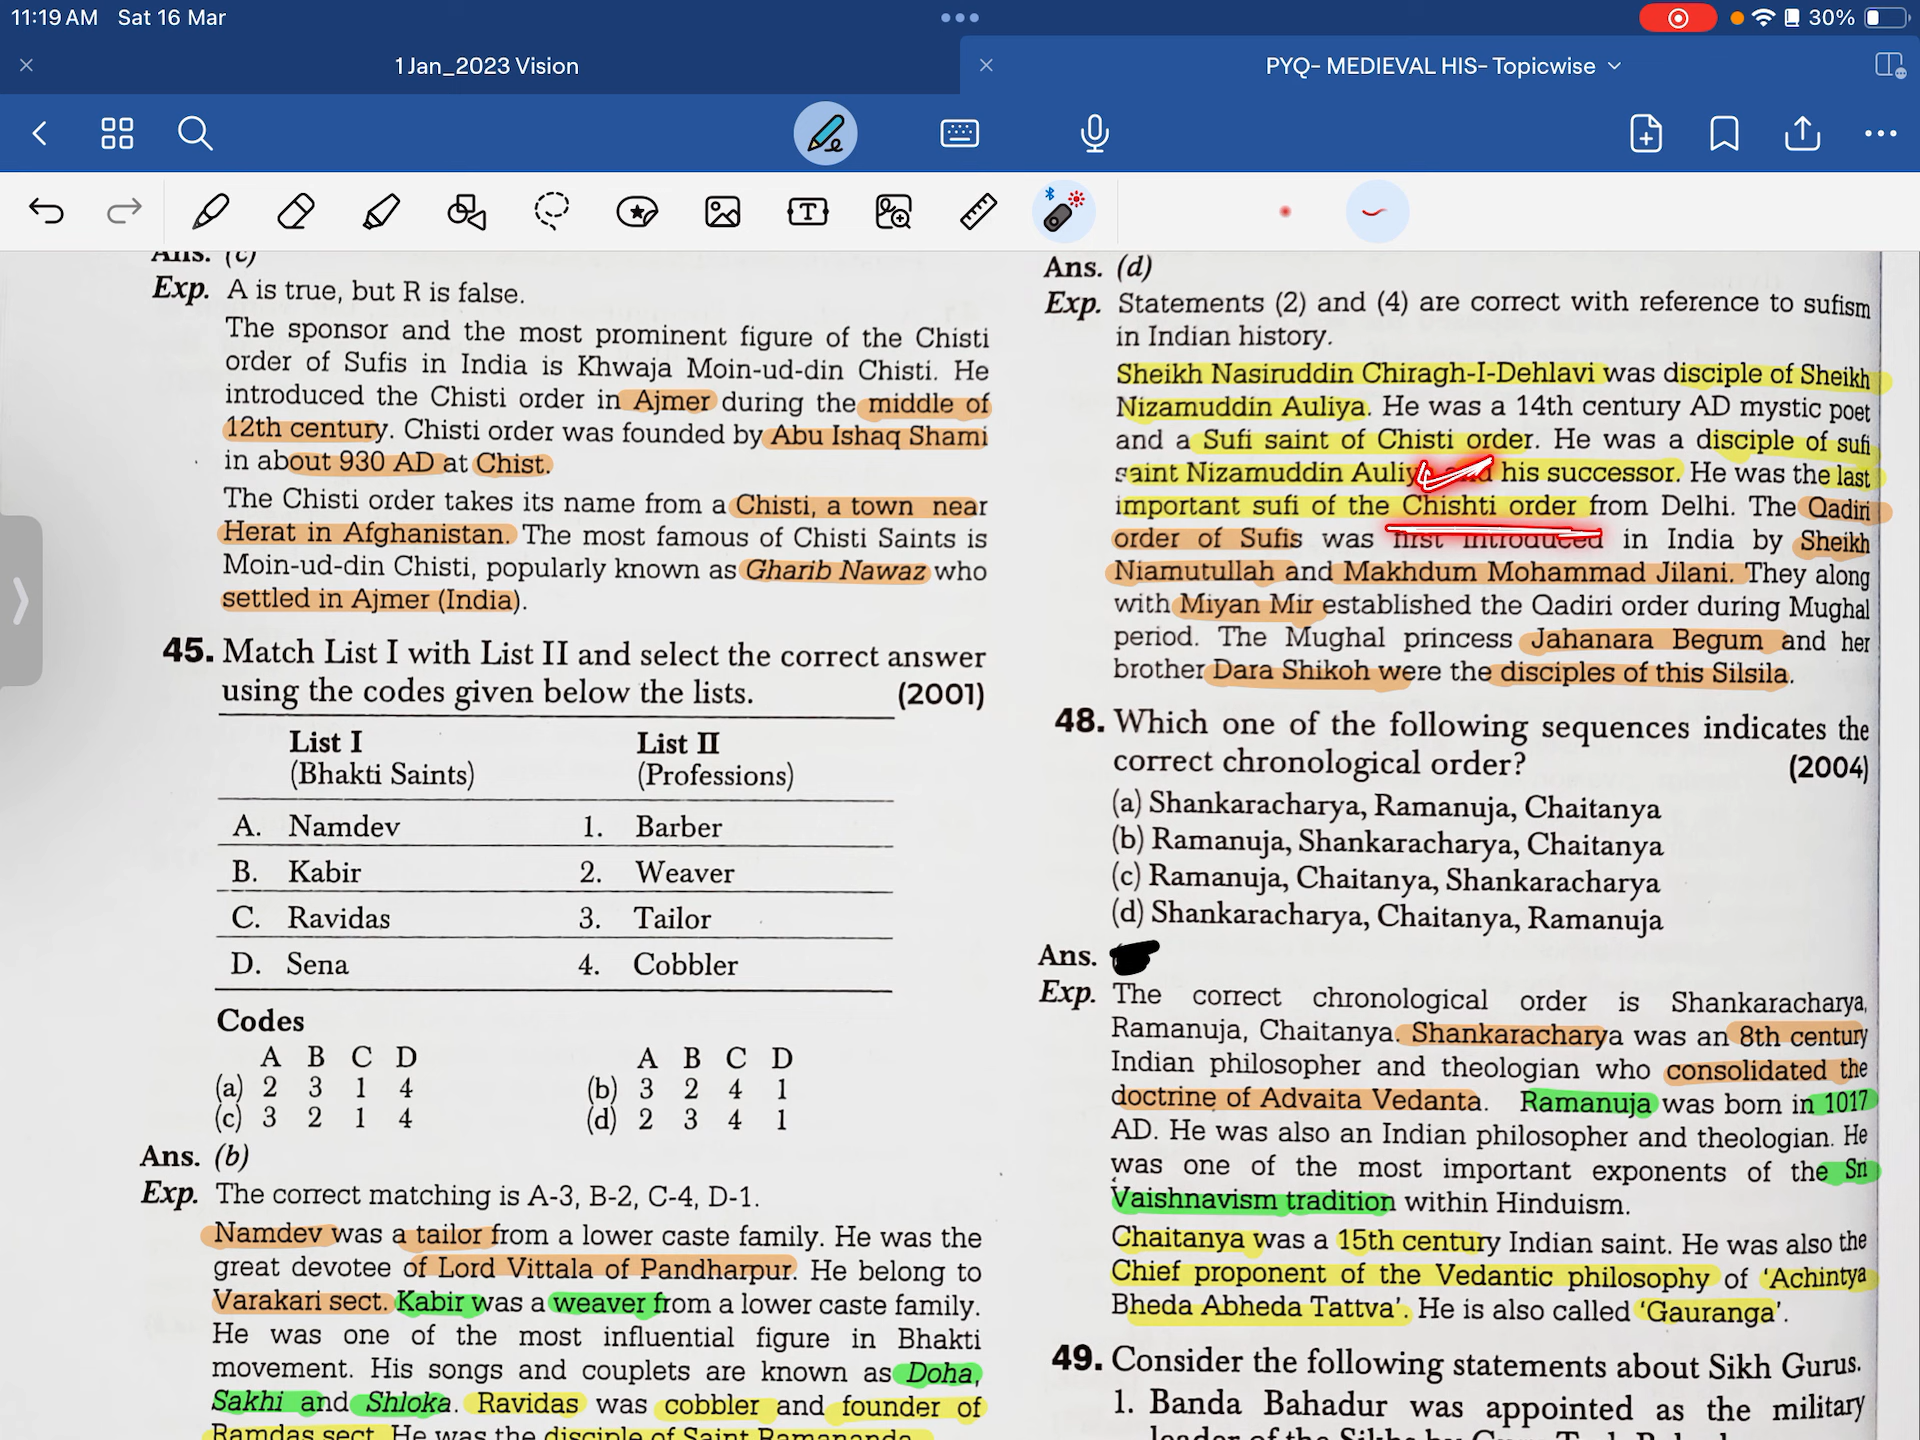 11:19 AM Sat 16 Mar
30%
1 Jan_2023 Vision
PYQ- MEDIEVAL HIS- Topicwise
Ans. (c)
Exp. A is true, but R is false.
The sponsor and the most prominent figure of the Chisti
order of Sufis in India is Khwaja Moin-ud-din Chisti. He
introduced the Chisti order in Ajmer during the middle of
12th century. Chisti order was founded by Abu Ishaq Shami
in about 930 AD at Chist.
The Chisti order takes its name from a Chisti, a town near
Herat in Afghanistan. The most famous of Chisti Saints is
Moin-ud-din Chisti, popularly known as Gharib Nawaz who
settled in Ajmer (India).
45. Match List I with List II and select the correct answer
using the codes given below the lists. (2001)
List I List II
(Bhakti Saints) (Professions)
A. Namdev 1. Barber
B. Kabir 2. Weaver
C. Ravidas 3. Tailor
D. Sena 4. Cobbler
Codes
A B C D A B C D
(a) 2 3 1 4 (b) 3 2 4 1
(c) 3 2 1 4 (d) 2 3 4 1
Ans. (b)
Exp. The correct matching is A-3, B-2, C-4, D-1.
Namdev was a tailor from a lower caste family. He was the
great devotee of Lord Vittala of Pandharpur. He belong to
Varakari sect. Kabir was a weaver from a lower caste family.
He was one of the most influential figure in Bhakti
movement. His songs and couplets are known as Doha,
Sakhi and Shloka. Ravidas was cobbler and founder of
Ramdas sect. He was the disciple of Saint Ramananda.
Ans. (d)
Exp. Statements (2) and (4) are correct with reference to sufism
in Indian history.
Sheikh Nasiruddin Chiragh-I-Dehlavi was disciple of Sheikh
Nizamuddin Auliya. He was a 14th century AD mystic poet
and a Sufi saint of Chisti order. He was a disciple of sufi
saint Nizamuddin his successor. He was the last
important sufi of the Chishti order from Delhi. The Qadiri
order of Sufis was first introduced in India by Sheikh
Niamutullah and Makhdum Mohammad Jilani. They along
with Miyan Mir established the Qadiri order during Mughal
period. The Mughal princess Jahanara Begum and her
brother Dara Shikoh were the disciples of this Silsila.
48. Which one of the following sequences indicates the
correct chronological order? (2004)
(a) Shankaracharya, Ramanuja, Chaitanya
(b) Ramanuja, Shankaracharya, Chaitanya
(c) Ramanuja, Chaitanya, Shankaracharya
(d) Shankaracharya, Chaitanya, Ramanuja
Ans.
Exp. The correct chronological order is Shankaracharya,
Ramanuja, Chaitanya. Shankaracharya was an 8th century
Indian philosopher and theologian who consolidated the
doctrine of Advaita Vedanta. Ramanuja was born in 1017
AD. He was also an Indian philosopher and theologian. He
was one of the most important exponents of the Sri
Vaishnavism tradition within Hinduism.
Chaitanya was a 15th century Indian saint. He was also the
Chief proponent of the Vedantic philosophy of 'Achintya
Bheda Abheda Tattva'. He is also called 'Gauranga'.
49. Consider the following statements about Sikh Gurus.
1. Banda Bahadur was appointed as the military